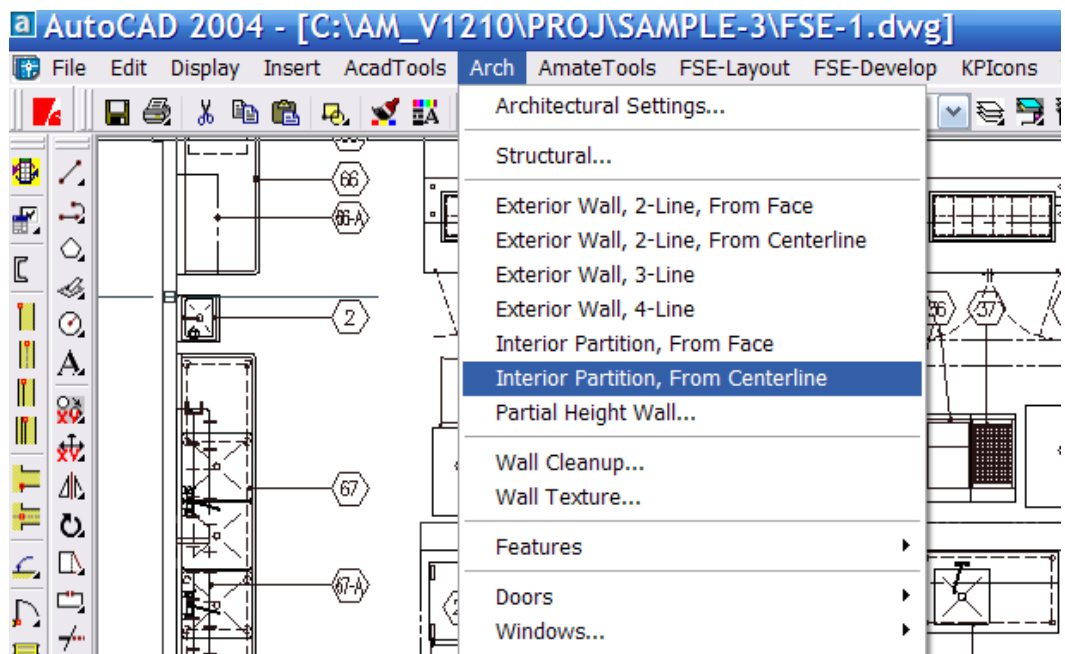 AutoCAD 2004 - [C:\AM_V1210\PROJ\SAMPLE-3\FSE-1.dwg]
File Edit Display Insert AcadTools Arch AmateTools FSE-Layout FSE-Develop KPIcons
Architectural Settings...
Structural...
Exterior Wall, 2-Line, From Face
Exterior Wall, 2-Line, From Centerline
Exterior Wall, 3-Line
Exterior Wall, 4-Line
Interior Partition, From Face
Interior Partition, From Centerline
Partial Height Wall...
Wall Cleanup...
Wall Texture...
Features
Doors
Windows...
66
66-A
2
67
67-A
36
37